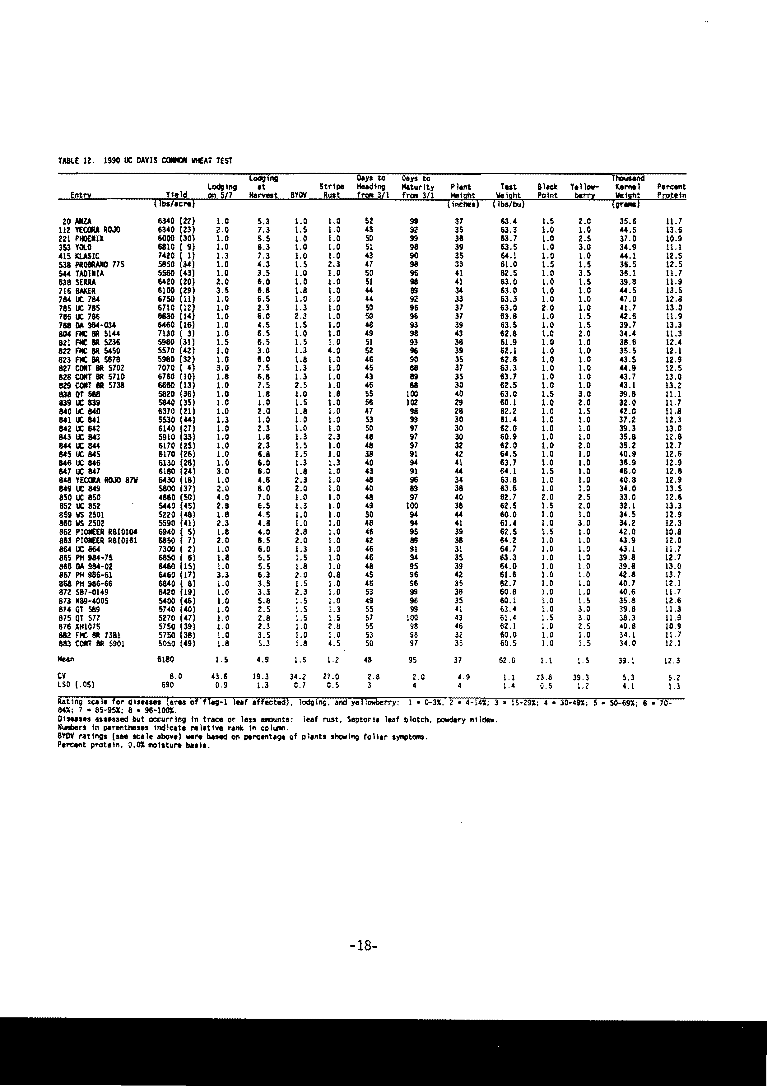 TABLE 12. 1990 UC DAVIS COMMON WHEAT TEST
Lodging Days to Days to Thousand
Lodging at Stripe Heading Maturity Plant Test Black Yellow- Kernel Percent
Entry Yield on 5/7 Harvest BYDV Rust from 3/1 from 3/1 Height Weight Point berry Weight Protein
(lbs/acre) (inches) (lbs/bu) (grams)
20 ANZA 6340 (22) 1.0 5.3 1.0 1.0 52 99 37 63.4 1.5 2.0 35.6 11.7
112 YECORA ROJO 6340 (23) 2.0 7.3 1.5 1.0 43 92 35 63.3 1.0 1.0 44.5 13.6
221 PHOENIX 6000 (30) 1.0 5.5 1.0 1.0 50 99 38 63.7 1.0 2.5 37.0 10.9
353 YOLO 6810 ( 9) 1.0 6.3 1.0 1.0 51 98 39 63.5 1.0 3.0 34.9 11.1
415 KLASIC 7420 ( 1) 1.3 7.3 1.0 1.0 43 90 35 64.1 1.0 1.0 44.1 12.5
538 PROBRAND 775 5850 (34) 1.0 4.3 1.5 2.3 47 98 33 61.0 1.5 1.5 36.5 12.5
544 TADINIA 5560 (43) 1.0 3.5 1.0 1.0 50 96 41 62.5 1.0 3.5 36.1 11.7
638 SERRA 6420 (20) 2.0 6.0 1.0 1.0 51 98 41 63.0 1.0 1.5 39.8 11.9
716 BAKER 6100 (29) 3.5 6.8 1.8 1.0 44 89 34 63.0 1.0 1.0 44.5 13.5
784 UC 784 6750 (11) 1.0 6.5 1.0 1.0 44 92 33 63.3 1.0 1.0 47.0 12.8
785 UC 785 6710 (12) 1.0 2.3 1.3 1.0 50 96 37 63.0 2.0 1.0 41.7 13.0
786 UC 786 6630 (14) 1.0 6.0 2.3 1.0 50 96 37 63.8 1.0 1.5 42.5 11.9
788 DA 984-034 6460 (16) 1.0 4.5 1.5 1.0 48 93 39 63.5 1.0 1.5 39.7 13.3
804 FMC BR 5144 7130 ( 3) 1.0 6.5 1.0 1.0 49 98 43 62.8 1.0 2.0 34.4 11.3
821 FMC BR 5236 5980 (31) 1.5 6.5 1.5 1.0 51 93 36 61.9 1.0 1.0 38.6 12.4
822 FMC BR 5450 5570 (42) 1.0 3.0 1.3 4.0 52 96 39 62.1 1.0 1.0 35.5 12.1
823 FMC BR 5878 5980 (32) 1.0 6.0 1.8 1.0 46 90 35 62.8 1.0 1.0 43.5 12.9
827 CONT BR 5702 7070 ( 4) 3.0 7.5 1.3 1.0 45 88 37 63.3 1.0 1.0 44.9 12.5
828 CONT BR 5710 6760 (10) 1.8 6.8 1.3 1.0 43 89 35 63.7 1.0 1.0 43.7 13.0
829 CONT BR 5738 6660 (13) 1.0 7.5 2.5 1.0 46 88 30 62.5 1.0 1.0 43.1 13.2
838 QT 588 5820 (36) 1.0 1.8 1.0 1.8 55 100 40 63.0 1.5 3.0 39.8 11.1
839 UC 839 5840 (35) 1.0 1.0 1.5 1.0 56 102 29 60.1 1.0 2.0 32.0 11.7
840 UC 840 6370 (21) 1.0 2.0 1.8 1.0 47 96 28 62.2 1.0 1.5 42.0 11.8
841 UC 841 5530 (44) 1.3 1.0 1.0 1.0 53 99 30 61.4 1.0 1.0 37.2 12.3
842 UC 842 6140 (27) 1.0 2.3 1.0 1.0 50 97 30 62.0 1.0 1.0 39.3 13.0
843 UC 843 5910 (33) 1.0 1.8 1.3 2.3 48 97 30 60.9 1.0 1.0 35.8 12.8
844 UC 844 6170 (25) 1.0 2.3 1.5 1.0 48 97 32 62.0 1.0 1.0 35.2 12.7
845 UC 845 6170 (26) 1.0 6.8 1.5 1.0 38 91 42 64.5 1.0 1.0 40.9 12.6
846 UC 846 6130 (28) 1.0 6.0 1.3 1.3 40 94 41 63.7 1.0 1.0 36.9 12.9
847 UC 847 6180 (24) 3.0 6.0 1.8 1.0 43 91 44 64.1 1.5 1.0 46.0 12.8
848 YECORA ROJO 87W 6430 (18) 1.0 4.8 2.3 1.0 48 96 34 63.8 1.0 1.0 40.8 12.9
849 UC 849 5800 (37) 2.0 6.0 2.0 1.0 40 89 38 63.6 1.0 1.0 34.0 13.5
850 UC 850 4860 (50) 4.0 7.0 1.0 1.0 48 97 40 62.7 2.0 2.5 33.0 12.6
852 UC 852 5440 (45) 2.8 6.5 1.3 1.0 49 100 38 62.5 1.5 2.0 32.1 13.3
859 WS 2501 5220 (48) 1.8 4.5 1.0 1.0 50 94 44 60.0 1.0 1.0 34.5 12.9
860 WS 2502 5590 (41) 2.3 4.8 1.0 1.0 48 94 41 61.4 1.0 3.0 34.2 12.3
862 PIONEER RBI0104 6940 ( 5) 1.8 4.0 2.8 1.0 46 95 39 62.5 1.5 1.0 42.0 10.8
863 PIONEER RBI0161 6850 ( 7) 2.0 6.5 2.0 1.0 42 89 38 64.2 1.0 1.0 43.9 12.0
864 UC 864 7300 ( 2) 1.0 6.0 1.3 1.0 46 91 31 64.7 1.0 1.0 43.1 11.7
865 PH 984-75 6850 ( 6) 1.8 5.5 1.5 1.0 46 94 35 63.3 1.0 1.0 39.8 12.7
866 DA 984-02 6460 (15) 1.0 5.5 1.8 1.0 48 95 39 64.0 1.0 1.0 39.8 13.0
867 PH 986-61 6460 (17) 3.3 6.3 2.0 0.8 45 96 42 61.8 1.0 1.0 42.8 13.7
868 PH 986-66 6840 ( 8) 1.0 3.5 1.5 1.0 46 96 35 62.7 1.0 1.0 40.7 12.1
872 SB7-0149 6420 (19) 1.0 3.5 2.3 1.0 53 99 38 60.8 1.0 1.0 40.6 11.7
873 N89-4005 5400 (46) 1.0 5.8 1.5 1.0 49 96 35 60.1 1.0 1.5 35.8 12.6
874 QT 589 5740 (40) 1.0 2.5 1.5 1.3 55 99 41 63.4 1.0 3.0 39.8 11.3
875 QT 577 5270 (47) 1.0 2.8 1.5 1.5 57 100 43 61.4 1.5 3.0 38.3 11.9
876 XH1075 5750 (39) 1.0 2.3 1.0 2.8 55 98 46 62.1 1.0 2.5 40.8 10.9
882 FMC BR 7381 5750 (38) 1.0 3.5 1.0 1.0 53 98 32 60.0 1.0 1.0 34.1 11.7
883 CONT BR 5901 5050 (49) 1.8 5.3 1.8 4.5 50 97 35 60.5 1.0 1.5 34.0 12.1
Mean 6180 1.5 4.9 1.5 1.2 48 95 37 62.6 1.1 1.5 39.1 12.3
CV 8.0 43.6 19.3 34.2 27.0 2.8 2.0 4.9 1.1 23.8 39.3 5.3 5.2
LSD (.05) 690 0.9 1.3 0.7 0.5 3 4 4 1.4 0.5 1.2 4.1 1.3
Rating scale for diseases (area of flag-1 leaf affected), lodging, and yellowberry: 1 = 0-3%; 2 = 4-14%; 3 = 15-29%; 4 = 30-49%; 5 = 50-69%; 6 = 70-
84%; 7 = 85-95%; 8 = 96-100%.
Diseases assessed but occurring in trace or less amounts: leaf rust, Septoria leaf blotch, powdery mildew.
Numbers in parentheses indicate relative rank in column.
BYDV ratings (see scale above) were based on percentage of plants showing foliar symptoms.
Percent protein, 0.0% moisture basis.
-18-